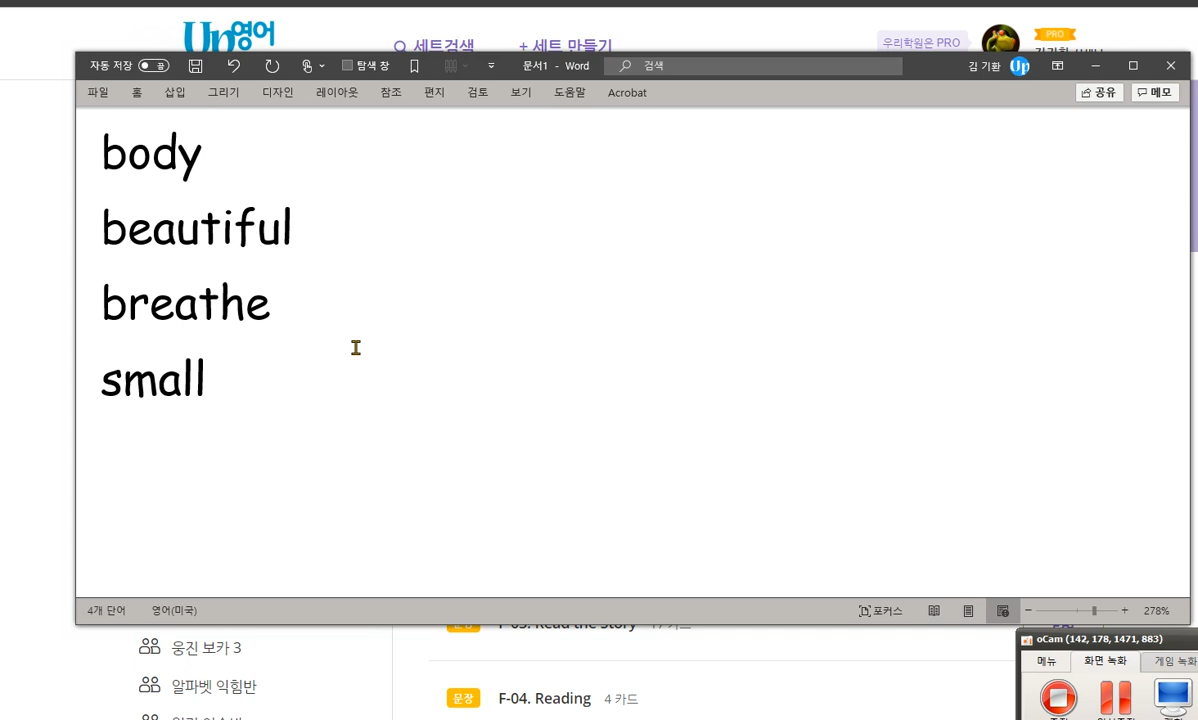 Up영어
세트검색
+ 세트 만들기
우리학원은 PRO
PRO
자동 저장
탐색 창
문서1 - Word
검색
김 기환
Up
파일 홈 삽입 그리기 디자인 레이아웃 참조 편지 검토 보기 도움말 Acrobat
공유
메모
body
beautiful
breathe
small
4개 단어 영어(미국)
포커스
278%
웅진 보카 3
알파벳 익힘반
문장 F-04. Reading 4 카드
oCam (142, 178, 1471, 883)
메뉴 화면 녹화 게임 녹화